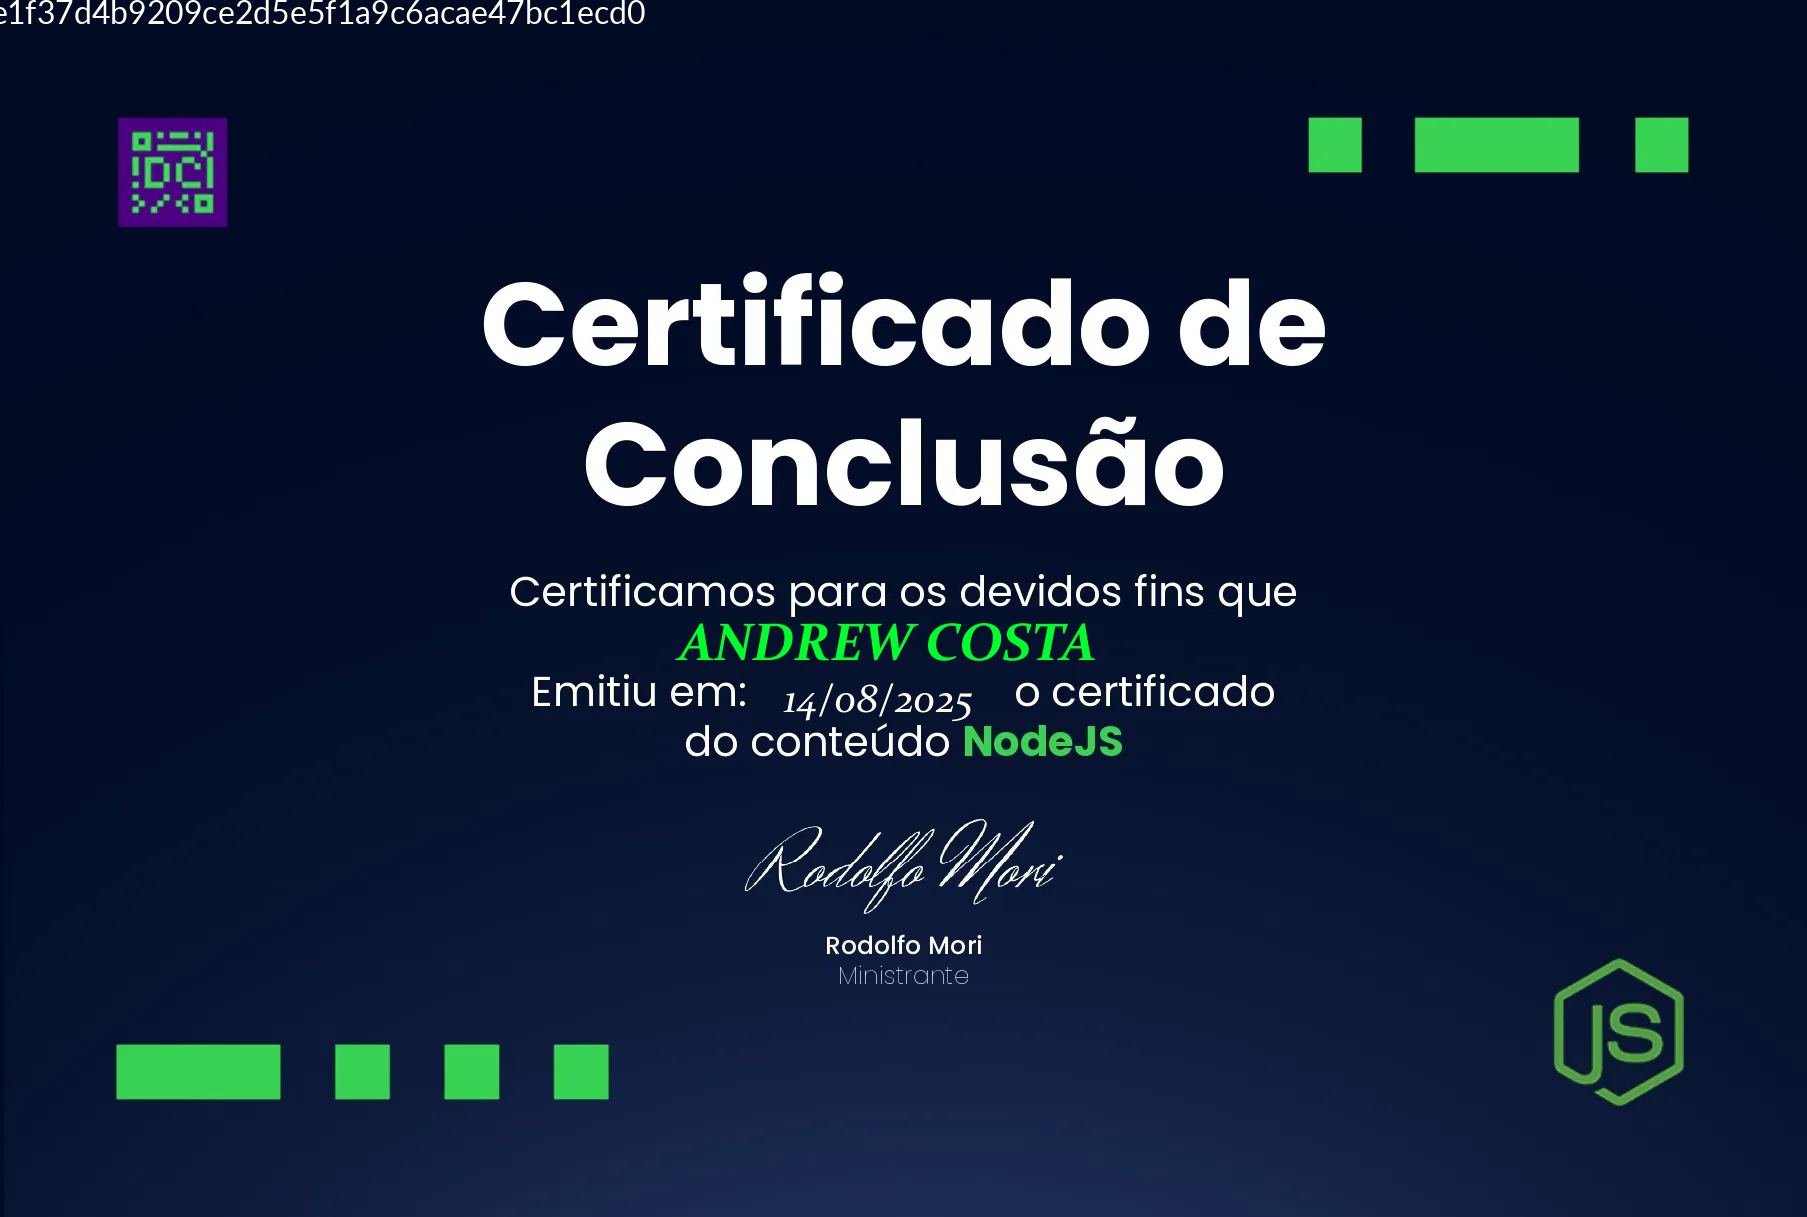 e1f37d4b9209ce2d5e5f1a9c6acae47bc1ecd0
DC
Certificado de
Conclusão
Certificamos para os devidos fins que
ANDREW COSTA
Emitiu em: 14/08/2025 o certificado
do conteúdo NodeJS
Rodolfo Mori
Rodolfo Mori
Ministrante
JS